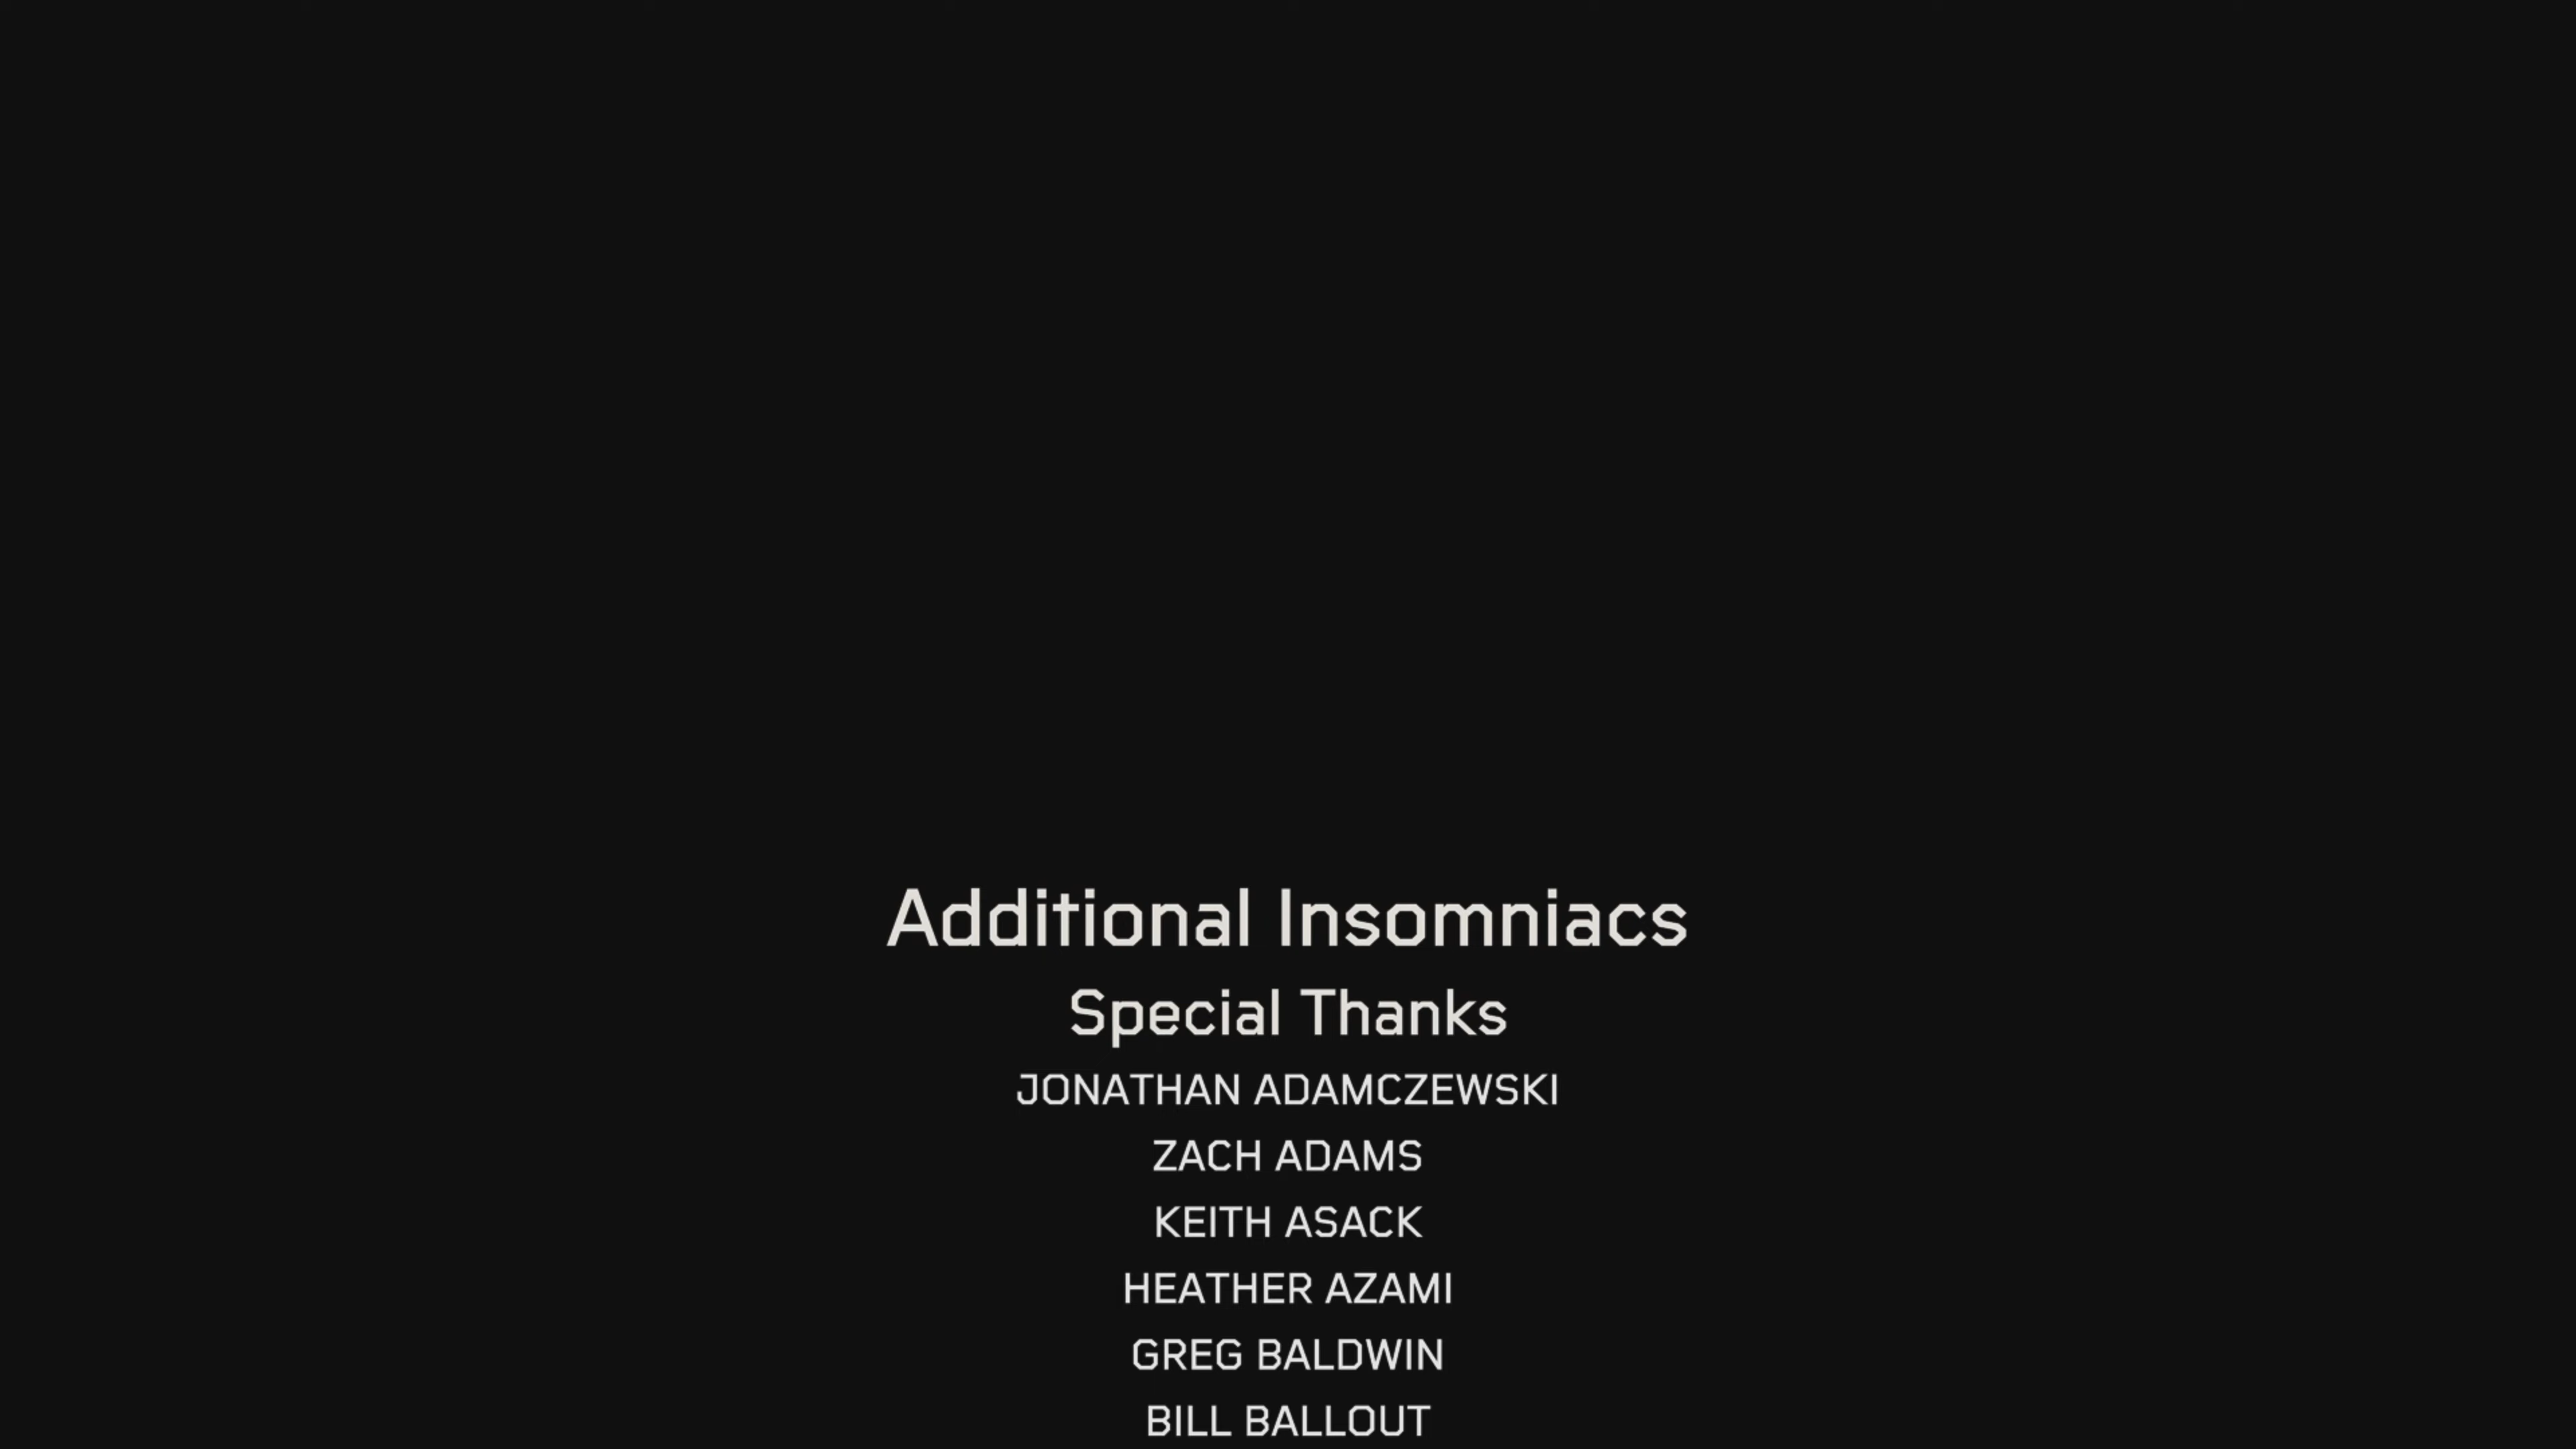 Additional Insomniacs
Special Thanks
JONATHAN ADAMCZEWSKI
ZACH ADAMS
KEITH ASACK
HEATHER AZAMI
GREG BALDWIN
BILL BALLOUT